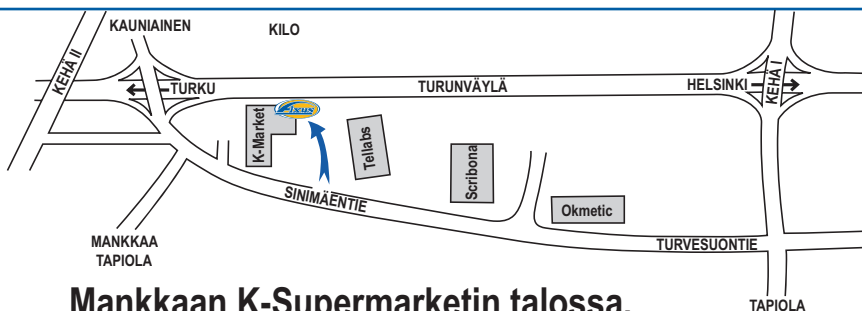 KAUNIAINEN
KILO
KEHÄ II
TURKU
TURUNVÄYLÄ
HELSINKI
KEHÄ I
Axus
K-Market
Tellabs
Scribona
Okmetic
SINIMÄENTIE
TURVESUONTIE
MANKKAA
TAPIOLA
TAPIOLA
Mankkaan K-Supermarketin talossa.